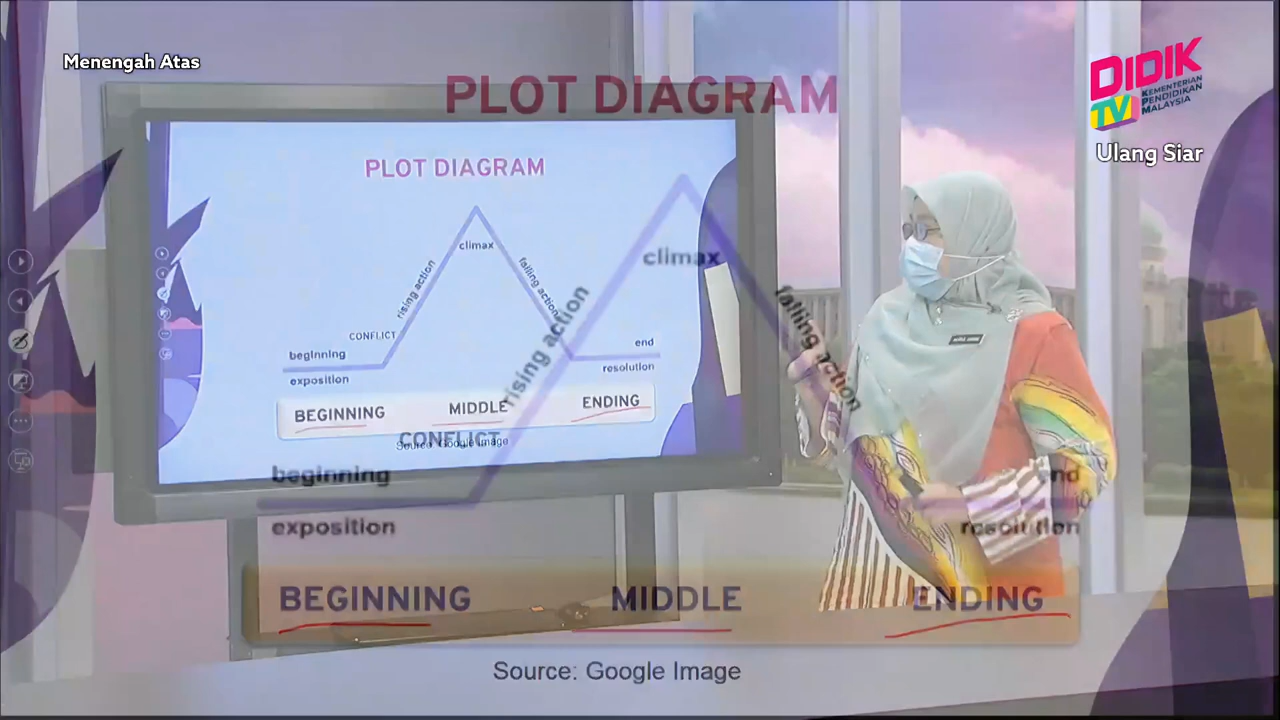 Menengah Atas
DIDIK
TV
KEMENTERIAN
PENDIDIKAN
MALAYSIA
Ulang Siar
PLOT DIAGRAM
climax
rising action
falling action
CONFLICT
beginning
exposition
end
resolution
BEGINNING
MIDDLE
ENDING
Source: Google Image
PLOT DIAGRAM
climax
rising action
falling action
CONFLICT
beginning
exposition
end
resolution
BEGINNING
MIDDLE
ENDING
Source: Google Image